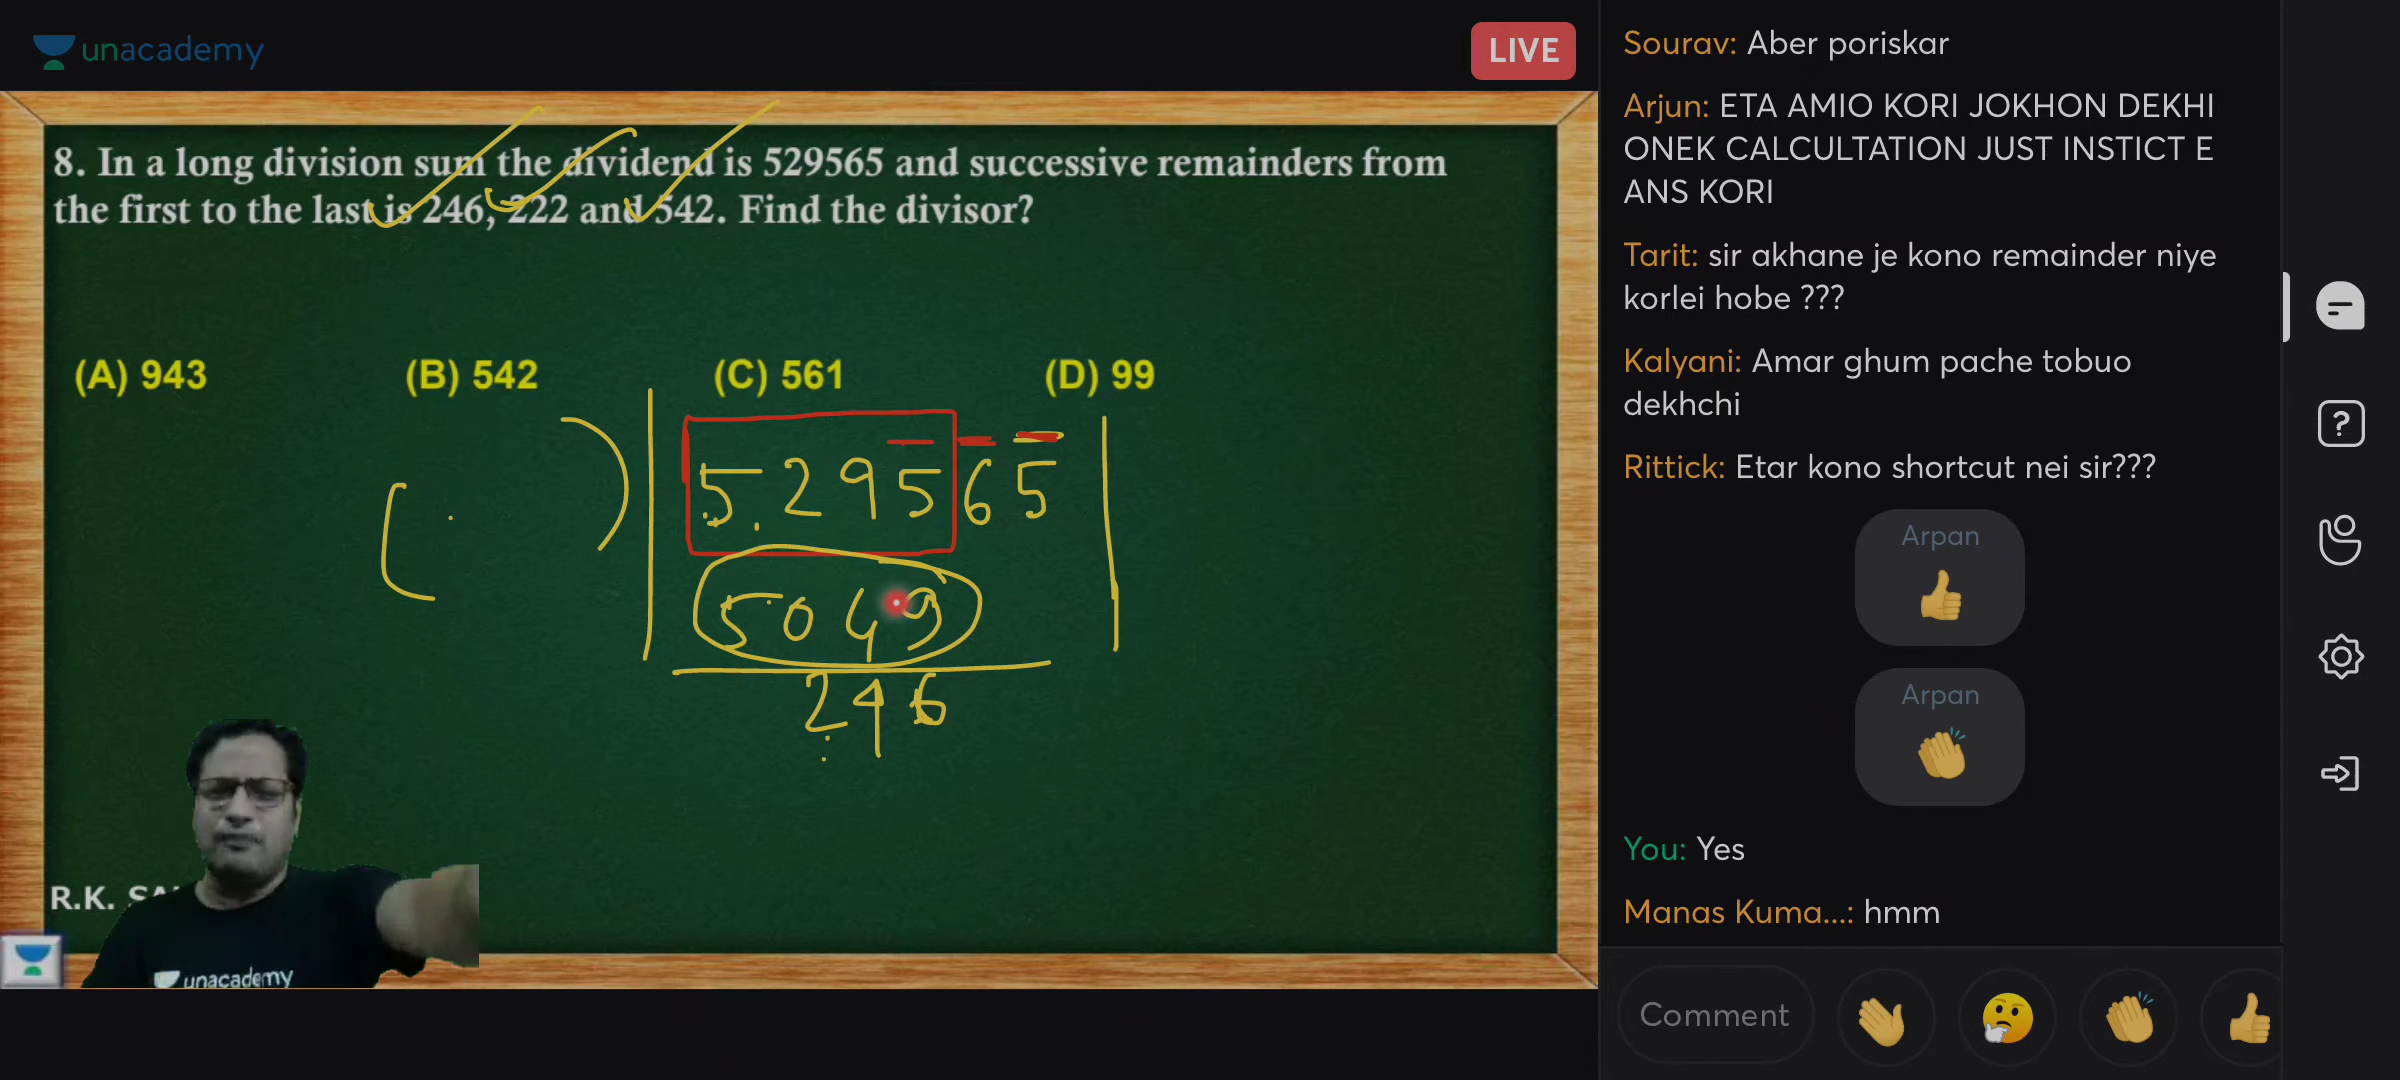 unacademy
LIVE
8. In a long division sum the dividend is 529565 and successive remainders from
the first to the last is 246, 222 and 542. Find the divisor?
(A) 943 (B) 542 (C) 561 (D) 99
529565
5049
246
R.K.
unacademy
Sourav: Aber poriskar
Arjun: ETA AMIO KORI JOKHON DEKHI
ONEK CALCULTATION JUST INSTICT E
ANS KORI
Tarit: sir akhane je kono remainder niye
korlei hobe ???
Kalyani: Amar ghum pache tobuo
dekhchi
Rittick: Etar kono shortcut nei sir???
Arpan
Arpan
You: Yes
Manas Kuma...: hmm
Comment